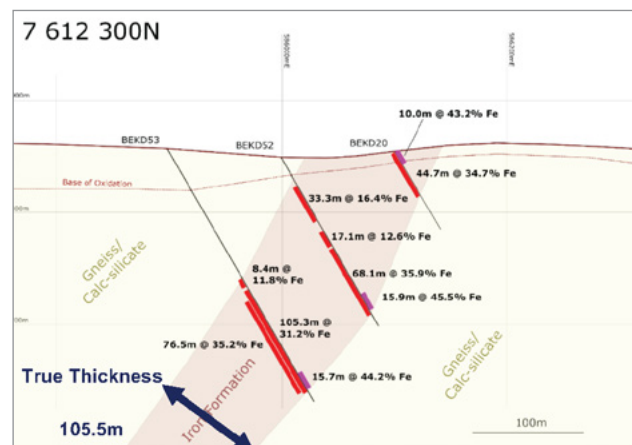 7 612 300N
586000mE
586200mE
10.0m @ 43.2% Fe
BEKD53
BEKD52
BEKD20
44.7m @ 34.7% Fe
Base of Oxidation
33.3m @ 16.4% Fe
17.1m @ 12.6% Fe
Gneiss/
Calc-silicate
8.4m @
11.8% Fe
68.1m @ 35.9% Fe
15.9m @ 45.5% Fe
105.3m @
31.2% Fe
76.5m @ 35.2% Fe
Gneiss/
Calc-silicate
True Thickness
15.7m @ 44.2% Fe
Iron Formation
105.5m
100m